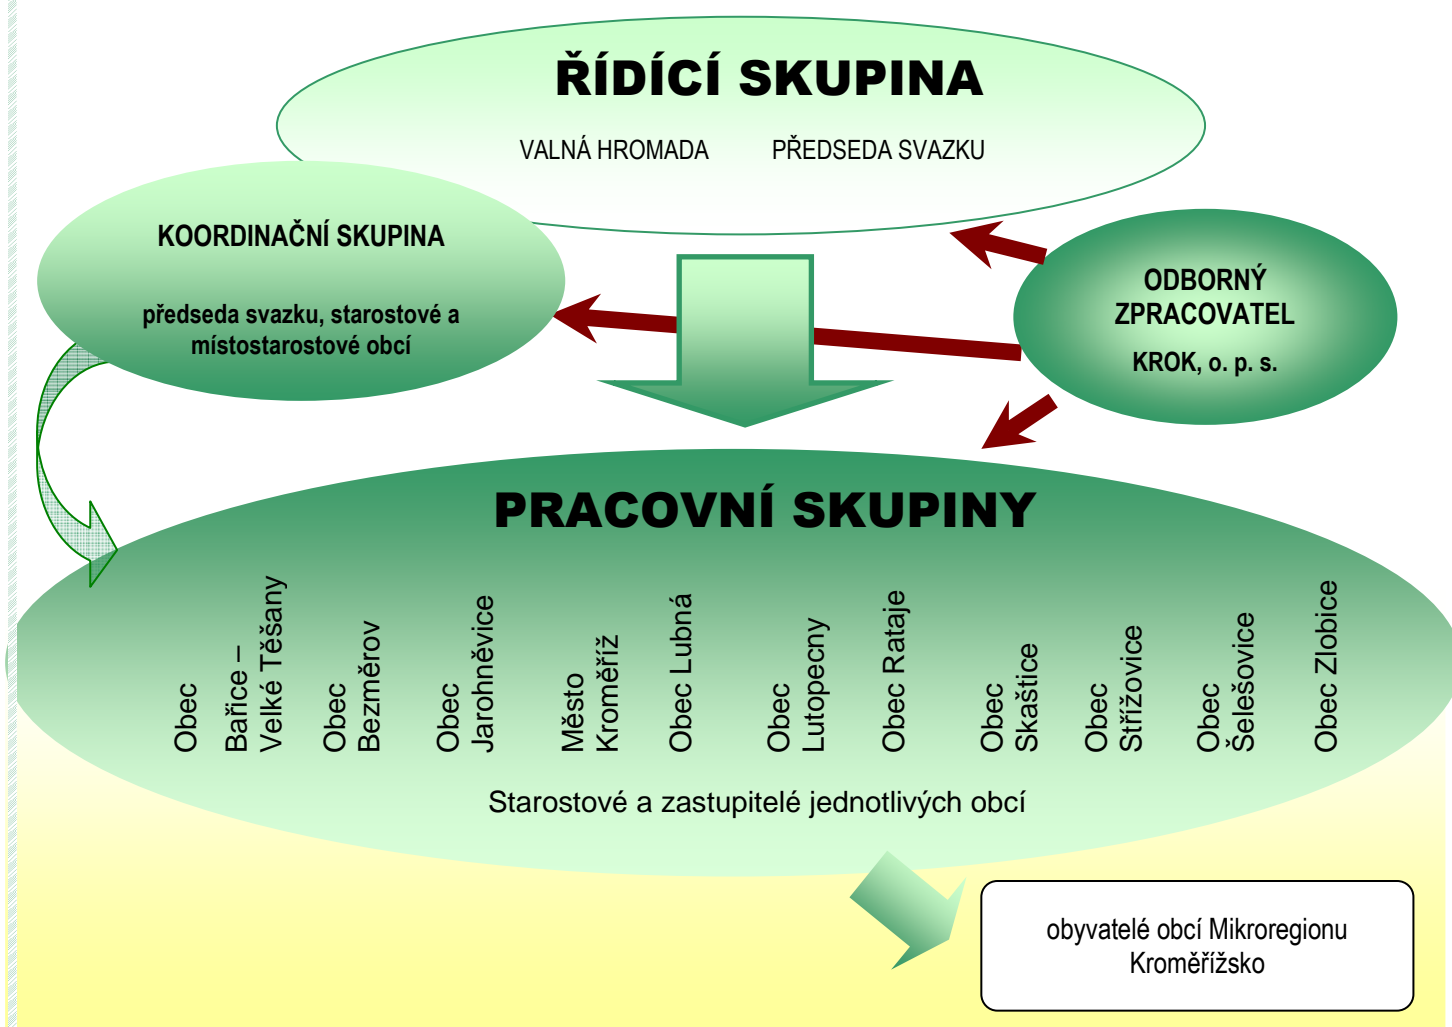 ŘÍDÍCÍ SKUPINA
VALNÁ HROMADA PŘEDSEDA SVAZKU
KOORDINAČNÍ SKUPINA
předseda svazku, starostové a
místostarostové obcí
ODBORNÝ
ZPRACOVATEL
KROK, o. p. s.
PRACOVNÍ SKUPINY
Obec
Bařice –
Velké Těšany
Obec
Bezměrov
Obec
Jarohněvice
Město
Kroměříž
Obec Lubná
Obec
Lutopecny
Obec Rataje
Obec
Skaštice
Obec
Střížovice
Obec
Šelešovice
Obec Zlobice
Starostové a zastupitelé jednotlivých obcí
obyvatelé obcí Mikroregionu
Kroměřížsko